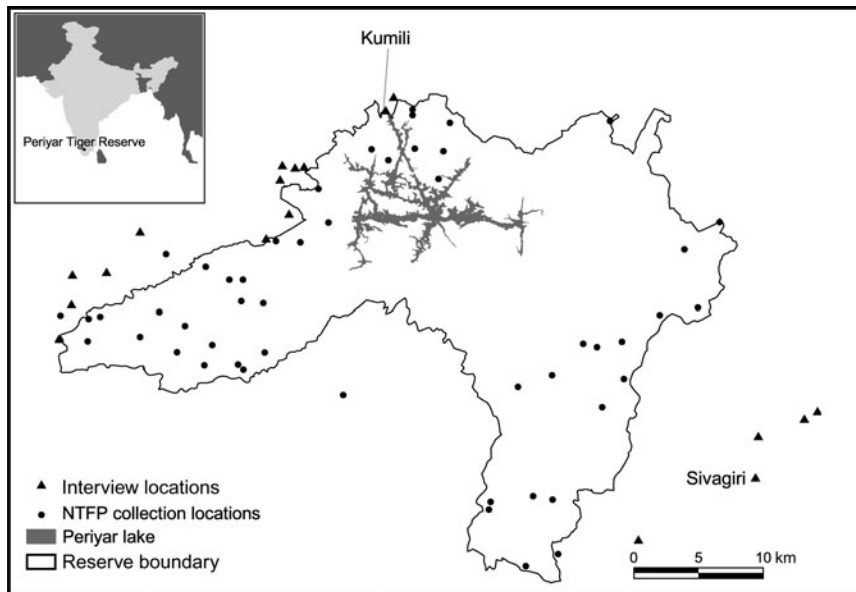 Kumili
Periyar Tiger Reserve
Sivagiri
Interview locations
NTFP collection locations
Periyar lake
Reserve boundary
0 5 10 km